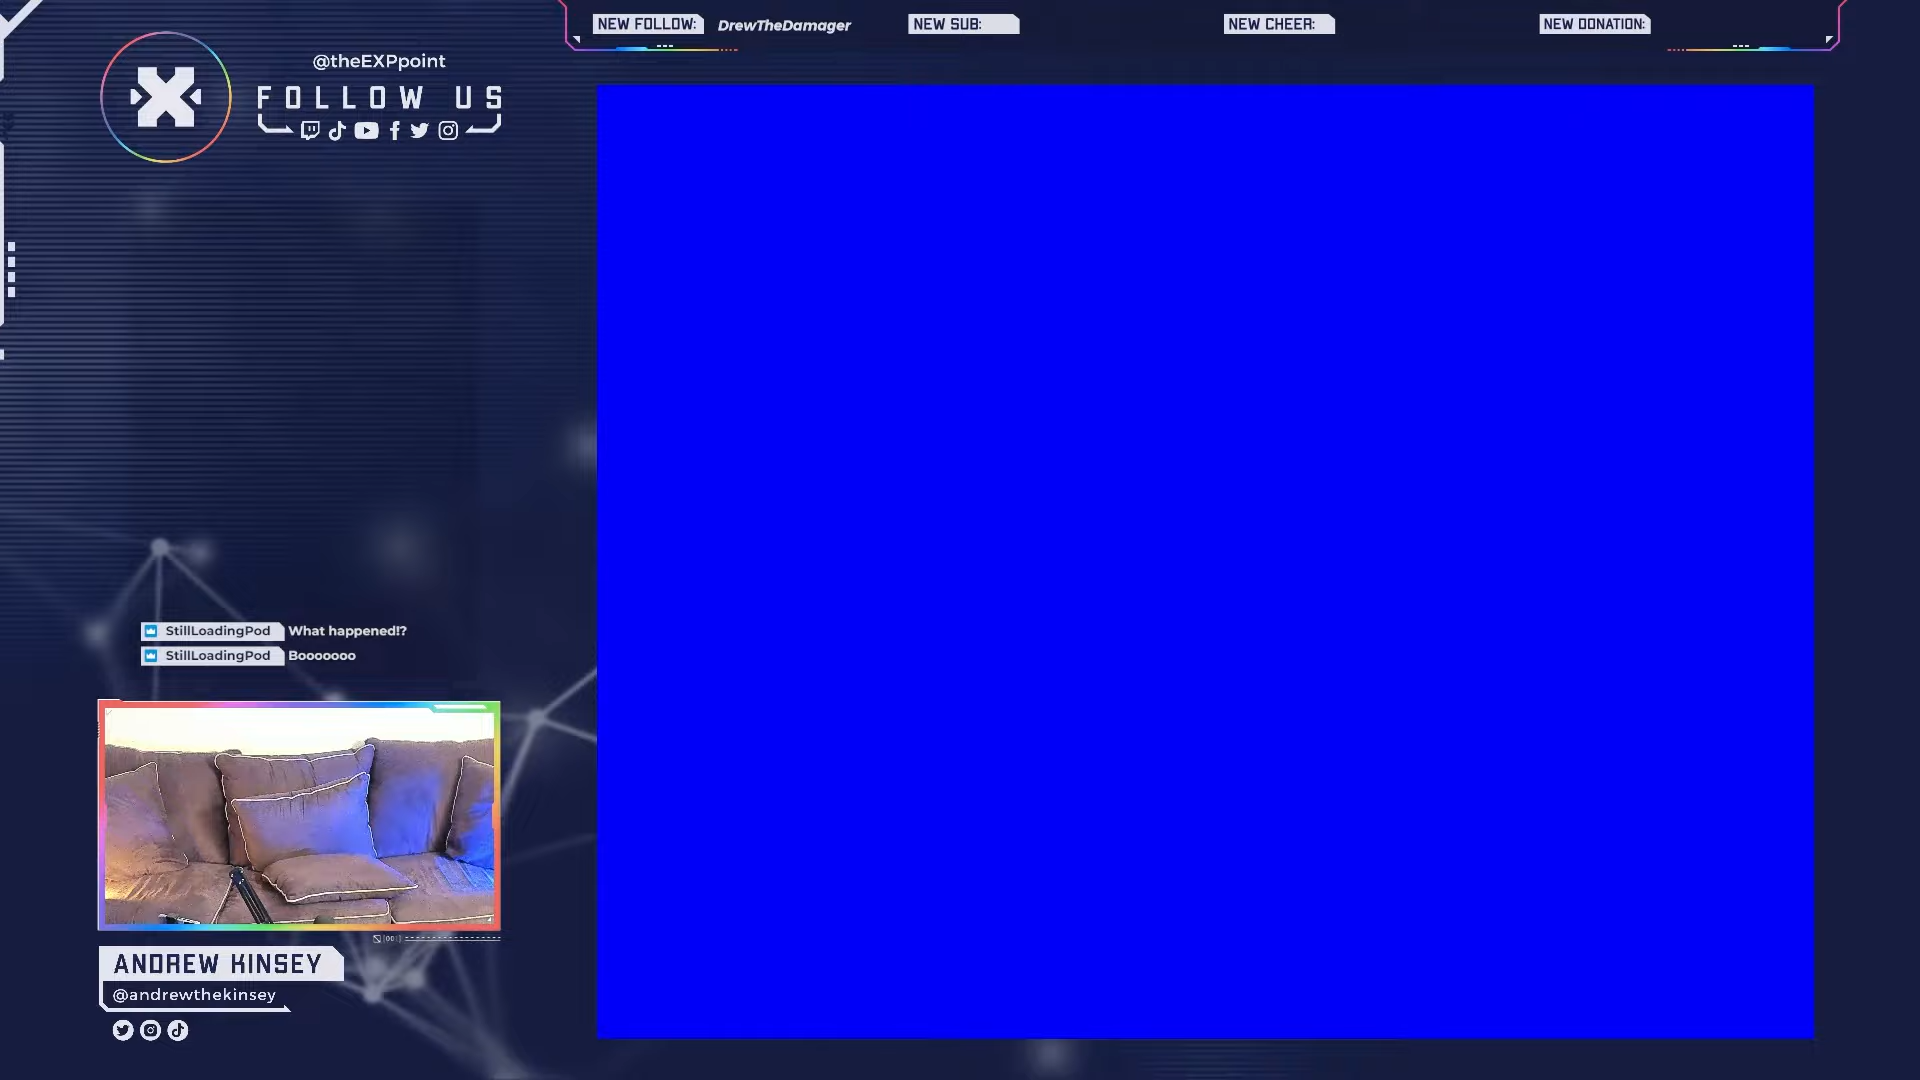 NEW FOLLOW: DrewTheDamager NEW SUB: NEW CHEER: NEW DONATION:
@theEXPpoint
FOLLOW US
StillLoadingPod What happened!?
StillLoadingPod Booooooo
ANDREW KINSEY
@andrewthekinsey